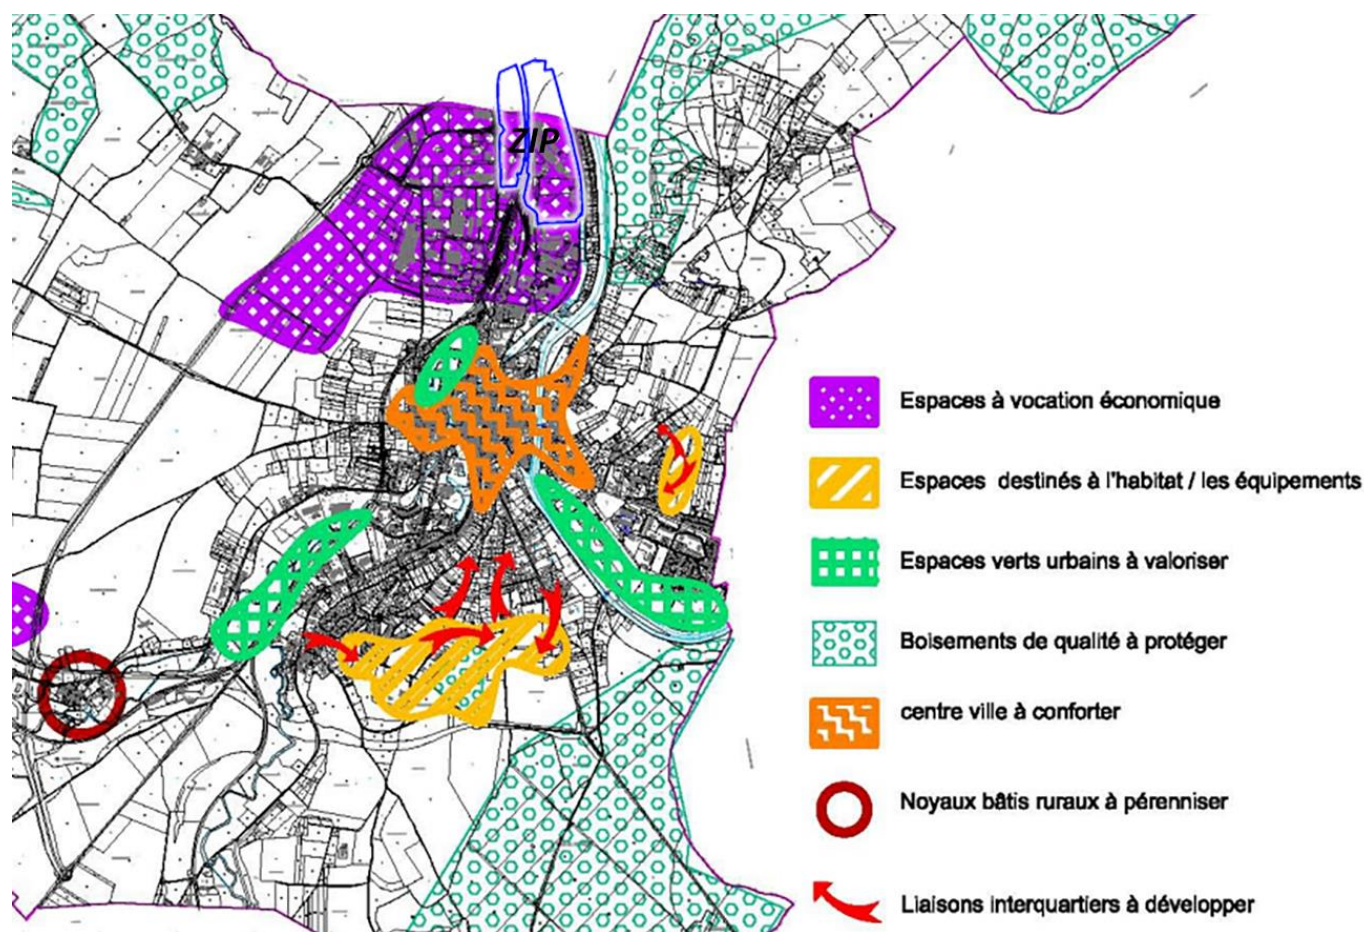 ZIP
Espaces à vocation économique
Espaces destinés à l'habitat / les équipements
Espaces verts urbains à valoriser
Boisements de qualité à protéger
centre ville à conforter
Noyaux bâtis ruraux à pérenniser
Liaisons interquartiers à développer